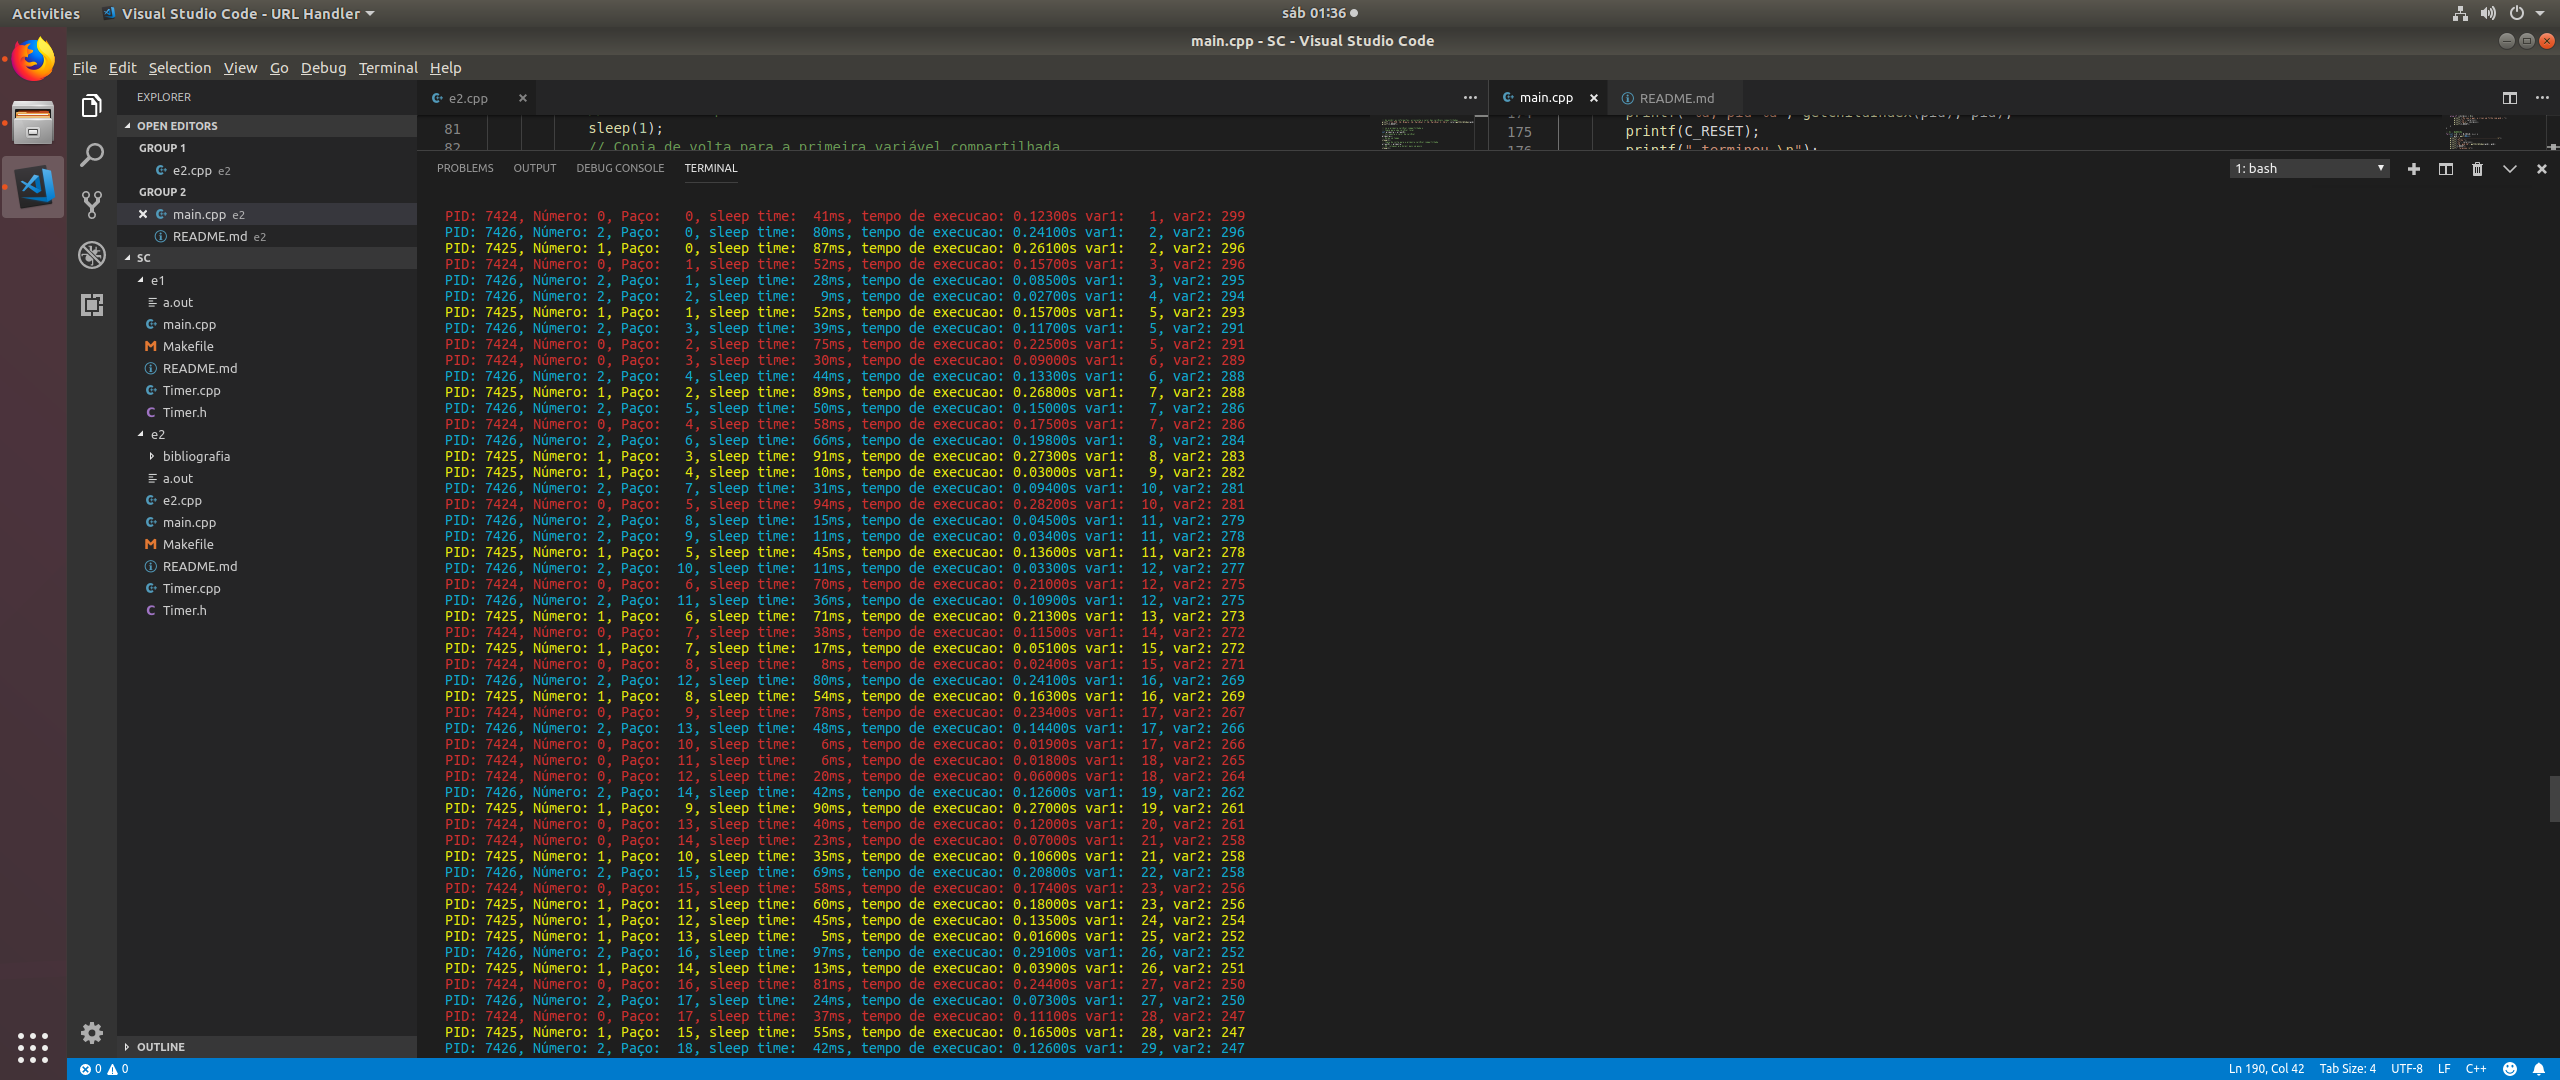 Activities Visual Studio Code - URL Handler sáb 01:36
main.cpp - SC - Visual Studio Code
File Edit Selection View Go Debug Terminal Help
EXPLORER
OPEN EDITORS
GROUP 1
e2.cpp e2
GROUP 2
main.cpp e2
README.md e2
SC
e1
a.out
main.cpp
Makefile
README.md
Timer.cpp
Timer.h
e2
bibliografia
a.out
e2.cpp
main.cpp
Makefile
README.md
Timer.cpp
Timer.h
OUTLINE
e2.cpp
81 sleep(1);
82 // Copia de volta para a primeira variável compartilhada
main.cpp README.md
175 printf(C_RESET);
176 printf(" terminou.\n");
PROBLEMS OUTPUT DEBUG CONSOLE TERMINAL 1: bash
PID: 7424, Número: 0, Paço: 0, sleep time: 41ms, tempo de execucao: 0.12300s var1: 1, var2: 299
PID: 7426, Número: 2, Paço: 0, sleep time: 80ms, tempo de execucao: 0.24100s var1: 2, var2: 296
PID: 7425, Número: 1, Paço: 0, sleep time: 87ms, tempo de execucao: 0.26100s var1: 2, var2: 296
PID: 7424, Número: 0, Paço: 1, sleep time: 52ms, tempo de execucao: 0.15700s var1: 3, var2: 296
PID: 7426, Número: 2, Paço: 1, sleep time: 28ms, tempo de execucao: 0.08500s var1: 3, var2: 295
PID: 7426, Número: 2, Paço: 2, sleep time: 9ms, tempo de execucao: 0.02700s var1: 4, var2: 294
PID: 7425, Número: 1, Paço: 1, sleep time: 52ms, tempo de execucao: 0.15700s var1: 5, var2: 293
PID: 7426, Número: 2, Paço: 3, sleep time: 39ms, tempo de execucao: 0.11700s var1: 5, var2: 291
PID: 7424, Número: 0, Paço: 2, sleep time: 75ms, tempo de execucao: 0.22500s var1: 5, var2: 291
PID: 7424, Número: 0, Paço: 3, sleep time: 30ms, tempo de execucao: 0.09000s var1: 6, var2: 289
PID: 7426, Número: 2, Paço: 4, sleep time: 44ms, tempo de execucao: 0.13300s var1: 6, var2: 288
PID: 7425, Número: 1, Paço: 2, sleep time: 89ms, tempo de execucao: 0.26800s var1: 7, var2: 288
PID: 7426, Número: 2, Paço: 5, sleep time: 50ms, tempo de execucao: 0.15000s var1: 7, var2: 286
PID: 7424, Número: 0, Paço: 4, sleep time: 58ms, tempo de execucao: 0.17500s var1: 7, var2: 286
PID: 7426, Número: 2, Paço: 6, sleep time: 66ms, tempo de execucao: 0.19800s var1: 8, var2: 284
PID: 7425, Número: 1, Paço: 3, sleep time: 91ms, tempo de execucao: 0.27300s var1: 8, var2: 283
PID: 7425, Número: 1, Paço: 4, sleep time: 10ms, tempo de execucao: 0.03000s var1: 9, var2: 282
PID: 7426, Número: 2, Paço: 7, sleep time: 31ms, tempo de execucao: 0.09400s var1: 10, var2: 281
PID: 7424, Número: 0, Paço: 5, sleep time: 94ms, tempo de execucao: 0.28200s var1: 10, var2: 281
PID: 7426, Número: 2, Paço: 8, sleep time: 15ms, tempo de execucao: 0.04500s var1: 11, var2: 279
PID: 7426, Número: 2, Paço: 9, sleep time: 11ms, tempo de execucao: 0.03400s var1: 11, var2: 278
PID: 7425, Número: 1, Paço: 5, sleep time: 45ms, tempo de execucao: 0.13600s var1: 11, var2: 278
PID: 7426, Número: 2, Paço: 10, sleep time: 11ms, tempo de execucao: 0.03300s var1: 12, var2: 277
PID: 7424, Número: 0, Paço: 6, sleep time: 70ms, tempo de execucao: 0.21000s var1: 12, var2: 275
PID: 7426, Número: 2, Paço: 11, sleep time: 36ms, tempo de execucao: 0.10900s var1: 12, var2: 275
PID: 7425, Número: 1, Paço: 6, sleep time: 71ms, tempo de execucao: 0.21300s var1: 13, var2: 273
PID: 7424, Número: 0, Paço: 7, sleep time: 38ms, tempo de execucao: 0.11500s var1: 14, var2: 272
PID: 7425, Número: 1, Paço: 7, sleep time: 17ms, tempo de execucao: 0.05100s var1: 15, var2: 272
PID: 7424, Número: 0, Paço: 8, sleep time: 8ms, tempo de execucao: 0.02400s var1: 15, var2: 271
PID: 7426, Número: 2, Paço: 12, sleep time: 80ms, tempo de execucao: 0.24100s var1: 16, var2: 269
PID: 7425, Número: 1, Paço: 8, sleep time: 54ms, tempo de execucao: 0.16300s var1: 16, var2: 269
PID: 7424, Número: 0, Paço: 9, sleep time: 78ms, tempo de execucao: 0.23400s var1: 17, var2: 267
PID: 7426, Número: 2, Paço: 13, sleep time: 48ms, tempo de execucao: 0.14400s var1: 17, var2: 266
PID: 7424, Número: 0, Paço: 10, sleep time: 6ms, tempo de execucao: 0.01900s var1: 17, var2: 266
PID: 7424, Número: 0, Paço: 11, sleep time: 6ms, tempo de execucao: 0.01800s var1: 18, var2: 265
PID: 7424, Número: 0, Paço: 12, sleep time: 20ms, tempo de execucao: 0.06000s var1: 18, var2: 264
PID: 7426, Número: 2, Paço: 14, sleep time: 42ms, tempo de execucao: 0.12600s var1: 19, var2: 262
PID: 7425, Número: 1, Paço: 9, sleep time: 90ms, tempo de execucao: 0.27000s var1: 19, var2: 261
PID: 7424, Número: 0, Paço: 13, sleep time: 40ms, tempo de execucao: 0.12000s var1: 20, var2: 261
PID: 7424, Número: 0, Paço: 14, sleep time: 23ms, tempo de execucao: 0.07000s var1: 21, var2: 258
PID: 7425, Número: 1, Paço: 10, sleep time: 35ms, tempo de execucao: 0.10600s var1: 21, var2: 258
PID: 7426, Número: 2, Paço: 15, sleep time: 69ms, tempo de execucao: 0.20800s var1: 22, var2: 258
PID: 7424, Número: 0, Paço: 15, sleep time: 58ms, tempo de execucao: 0.17400s var1: 23, var2: 256
PID: 7425, Número: 1, Paço: 11, sleep time: 60ms, tempo de execucao: 0.18000s var1: 23, var2: 256
PID: 7425, Número: 1, Paço: 12, sleep time: 45ms, tempo de execucao: 0.13500s var1: 24, var2: 254
PID: 7425, Número: 1, Paço: 13, sleep time: 5ms, tempo de execucao: 0.01600s var1: 25, var2: 252
PID: 7426, Número: 2, Paço: 16, sleep time: 97ms, tempo de execucao: 0.29100s var1: 26, var2: 252
PID: 7425, Número: 1, Paço: 14, sleep time: 13ms, tempo de execucao: 0.03900s var1: 26, var2: 251
PID: 7424, Número: 0, Paço: 16, sleep time: 81ms, tempo de execucao: 0.24400s var1: 27, var2: 250
PID: 7426, Número: 2, Paço: 17, sleep time: 24ms, tempo de execucao: 0.07300s var1: 27, var2: 250
PID: 7424, Número: 0, Paço: 17, sleep time: 37ms, tempo de execucao: 0.11100s var1: 28, var2: 247
PID: 7425, Número: 1, Paço: 15, sleep time: 55ms, tempo de execucao: 0.16500s var1: 28, var2: 247
PID: 7426, Número: 2, Paço: 18, sleep time: 42ms, tempo de execucao: 0.12600s var1: 29, var2: 247
0 0 Ln 190, Col 42 Tab Size: 4 UTF-8 LF C++